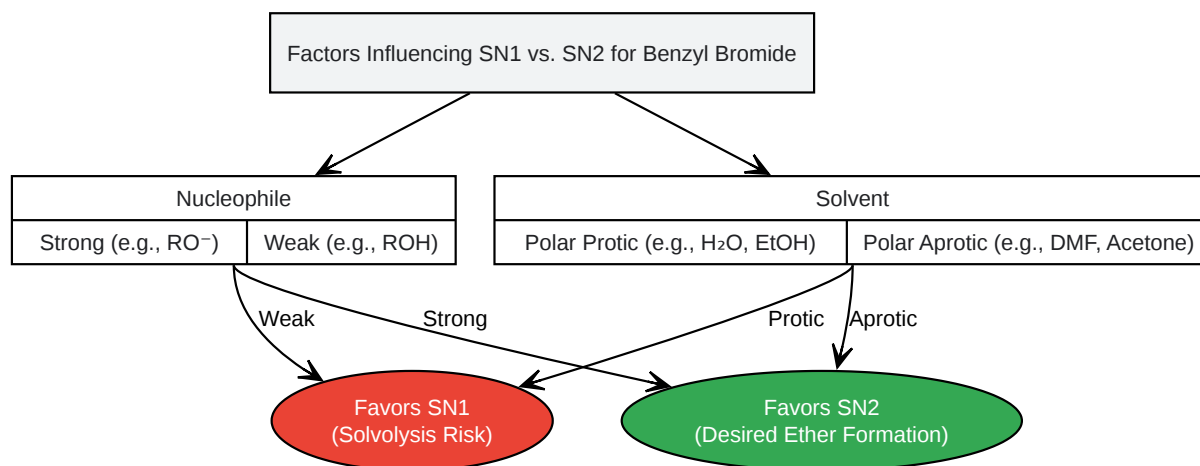 Factors Influencing SN1 vs. SN2 for Benzyl Bromide
Nucleophile
Strong (e.g., RO⁻)
Weak (e.g., ROH)
Solvent
Polar Protic (e.g., H₂O, EtOH)
Polar Aprotic (e.g., DMF, Acetone)
Weak
Strong
Protic
Aprotic
Favors SN1
(Solvolysis Risk)
Favors SN2
(Desired Ether Formation)